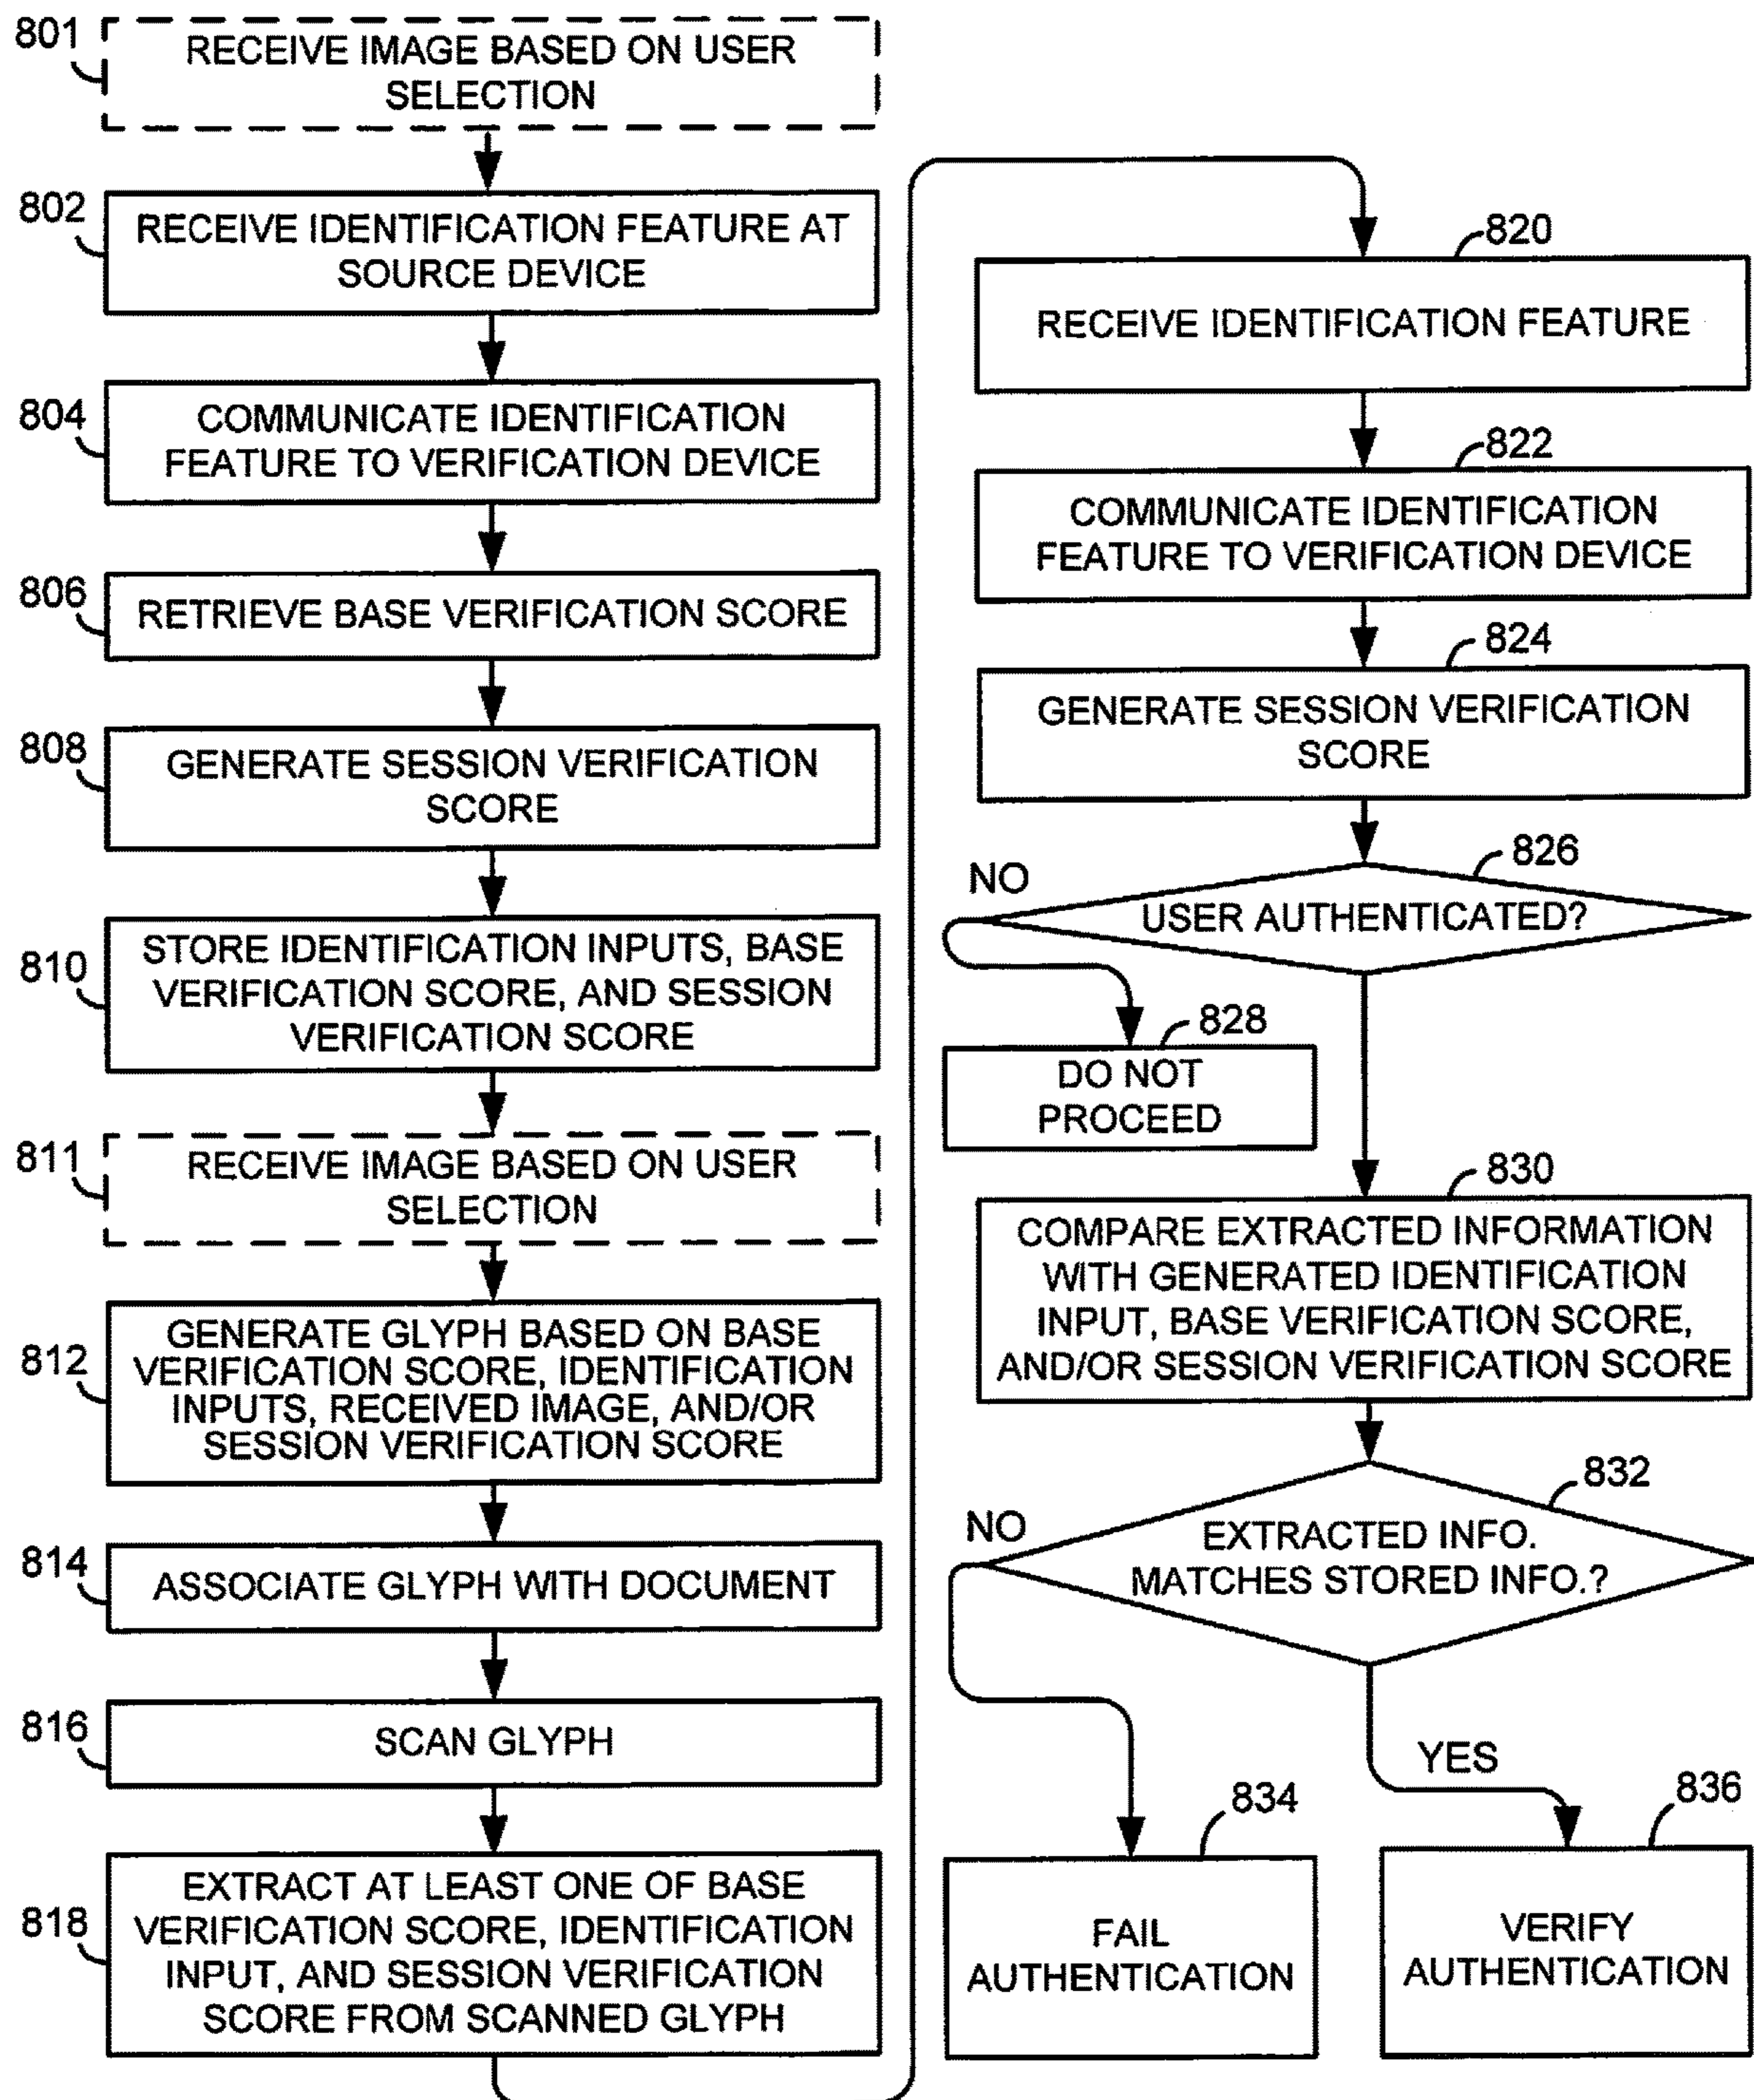 801
RECEIVE IMAGE BASED ON USER
SELECTION
802
RECEIVE IDENTIFICATION FEATURE AT
SOURCE DEVICE
804
COMMUNICATE IDENTIFICATION
FEATURE TO VERIFICATION DEVICE
806
RETRIEVE BASE VERIFICATION SCORE
808
GENERATE SESSION VERIFICATION
SCORE
810
STORE IDENTIFICATION INPUTS, BASE
VERIFICATION SCORE, AND SESSION
VERIFICATION SCORE
811
RECEIVE IMAGE BASED ON USER
SELECTION
812
GENERATE GLYPH BASED ON BASE
VERIFICATION SCORE, IDENTIFICATION
INPUTS, RECEIVED IMAGE, AND/OR
SESSION VERIFICATION SCORE
814
ASSOCIATE GLYPH WITH DOCUMENT
816
SCAN GLYPH
818
EXTRACT AT LEAST ONE OF BASE
VERIFICATION SCORE, IDENTIFICATION
INPUT, AND SESSION VERIFICATION
SCORE FROM SCANNED GLYPH
820
RECEIVE IDENTIFICATION FEATURE
822
COMMUNICATE IDENTIFICATION
FEATURE TO VERIFICATION DEVICE
824
GENERATE SESSION VERIFICATION
SCORE
826
NO
USER AUTHENTICATED?
828
DO NOT
PROCEED
830
COMPARE EXTRACTED INFORMATION
WITH GENERATED IDENTIFICATION
INPUT, BASE VERIFICATION SCORE,
AND/OR SESSION VERIFICATION SCORE
832
NO
EXTRACTED INFO.
MATCHES STORED INFO.?
YES
834
FAIL
AUTHENTICATION
836
VERIFY
AUTHENTICATION